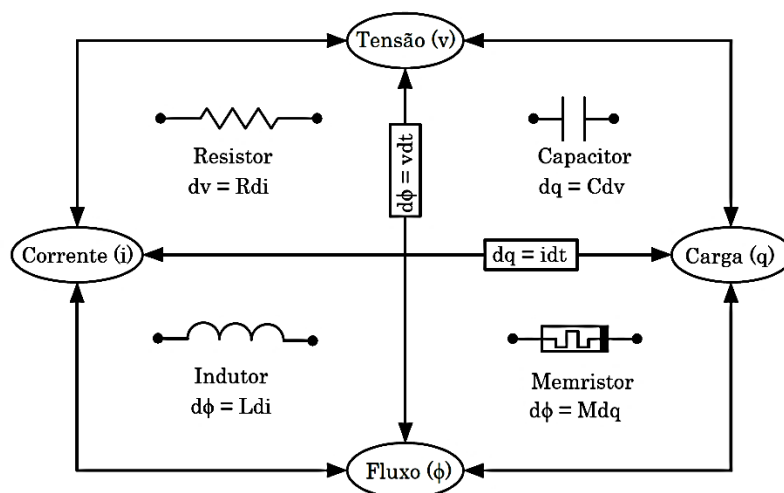 Tensão (v)
Resistor
dv = Rdi
dϕ = vdt
Capacitor
dq = Cdv
Corrente (i)
dq = idt
Carga (q)
Indutor
dϕ = Ldi
Memristor
dϕ = Mdq
Fluxo (ϕ)